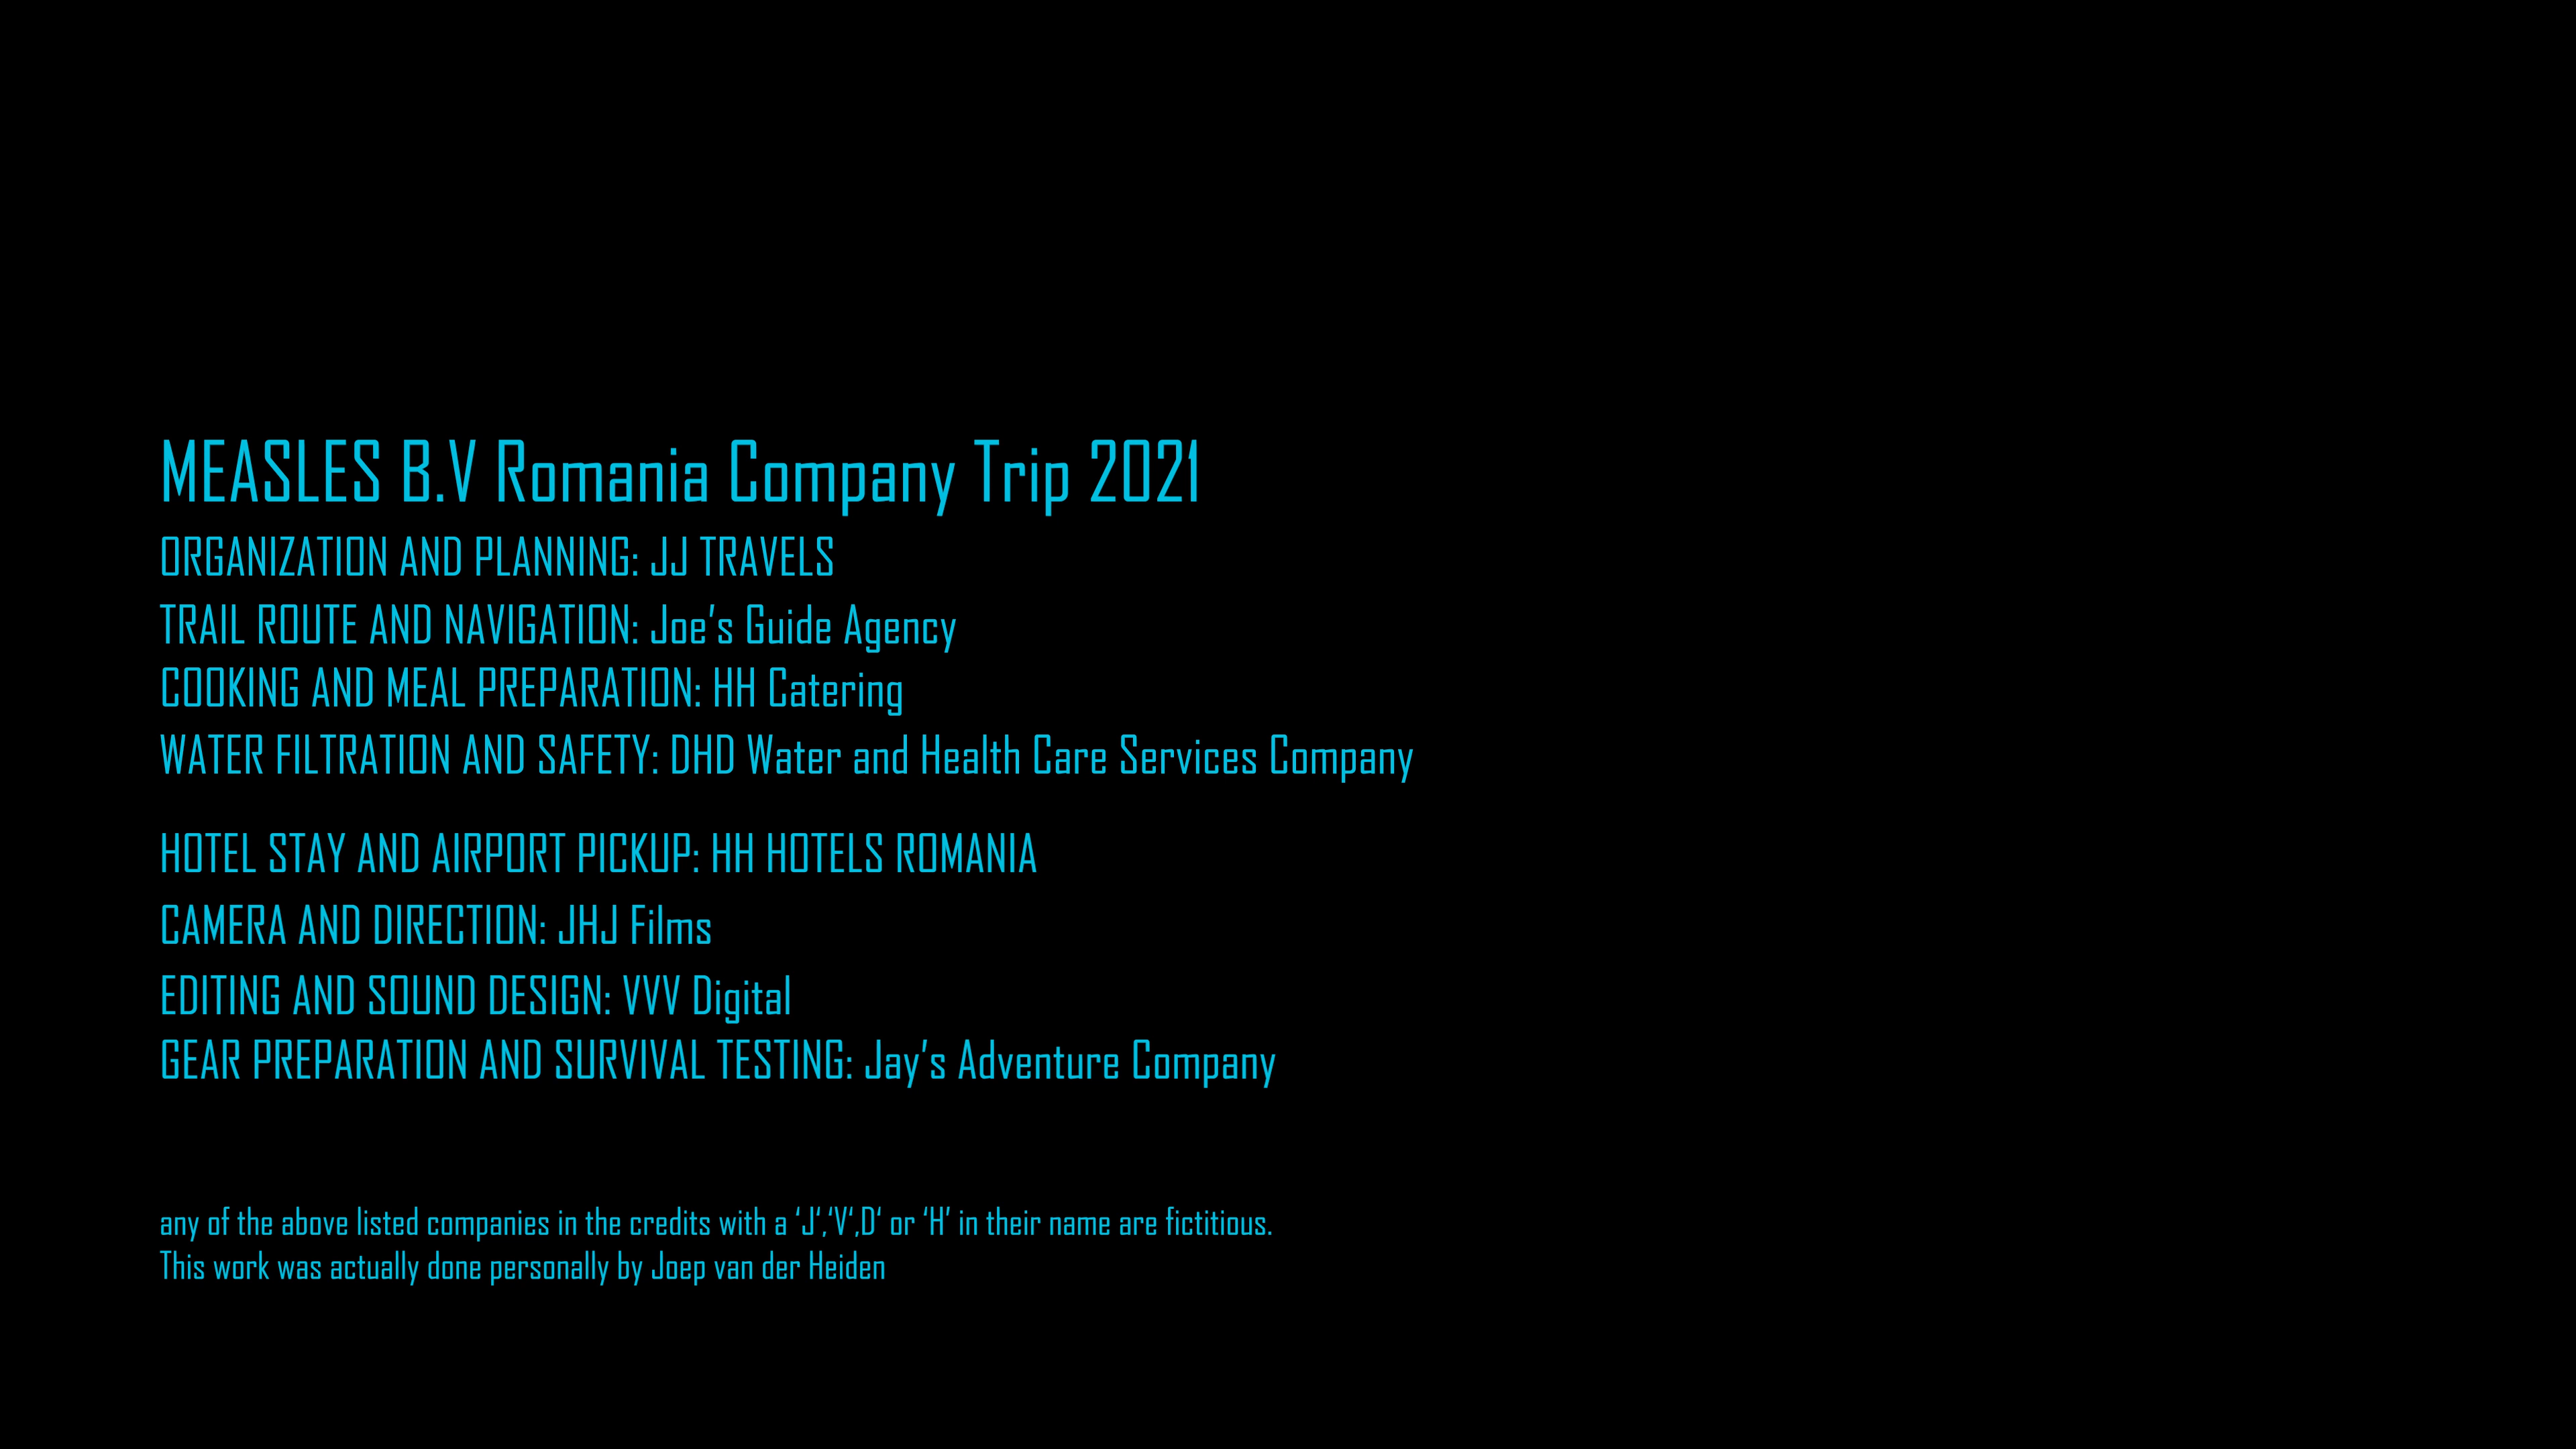 MEASLES B.V Romania Company Trip 2021
ORGANIZATION AND PLANNING: JJ TRAVELS
TRAIL ROUTE AND NAVIGATION: Joe’s Guide Agency
COOKING AND MEAL PREPARATION: HH Catering
WATER FILTRATION AND SAFETY: DHD Water and Health Care Services Company
HOTEL STAY AND AIRPORT PICKUP: HH HOTELS ROMANIA
CAMERA AND DIRECTION: JHJ Films
EDITING AND SOUND DESIGN: VVV Digital
GEAR PREPARATION AND SURVIVAL TESTING: Jay’s Adventure Company
any of the above listed companies in the credits with a ‘J‘,‘V‘,D‘ or ‘H’ in their name are fictitious.
This work was actually done personally by Joep van der Heiden